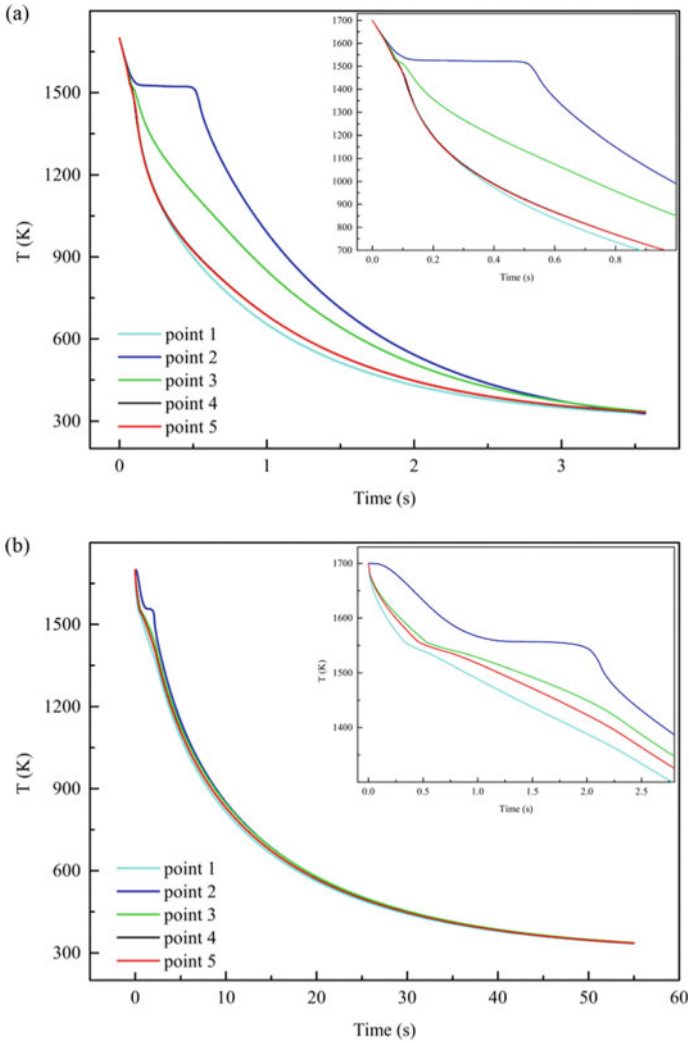 (a)
1500
1200
900
600
300
T (K)
0
1
2
3
Time (s)
point 1
point 2
point 3
point 4
point 5
1700
1600
1500
1400
1300
1200
1100
1000
900
800
700
T (K)
0.0
0.2
0.4
0.6
0.8
Time (s)
(b)
1500
1200
900
600
300
T (K)
0
10
20
30
40
50
60
Time (s)
point 1
point 2
point 3
point 4
point 5
1700
1600
1500
1400
T (K)
0.0
0.5
1.0
1.5
2.0
2.5
Time (s)